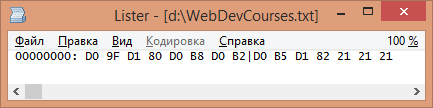 Lister - [d:\WebDevCourses.txt]
Файл Правка Вид Кодировка Справка 100 %
00000000: D0 9F D1 80 D0 B8 D0 B2|D0 B5 D1 82 21 21 21